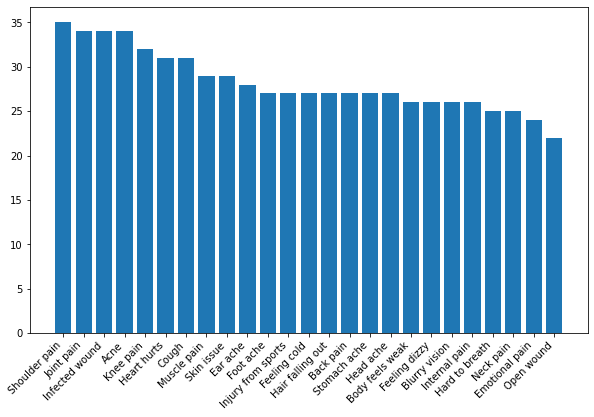 35
30
25
20
15
10
5
0
Shoulder pain
Joint pain
Infected wound
Acne
Knee pain
Heart hurts
Cough
Muscle pain
Skin issue
Ear ache
Foot ache
Injury from sports
Feeling cold
Hair falling out
Back pain
Stomach ache
Head ache
Body feels weak
Feeling dizzy
Blurry vision
Internal pain
Hard to breath
Neck pain
Emotional pain
Open wound